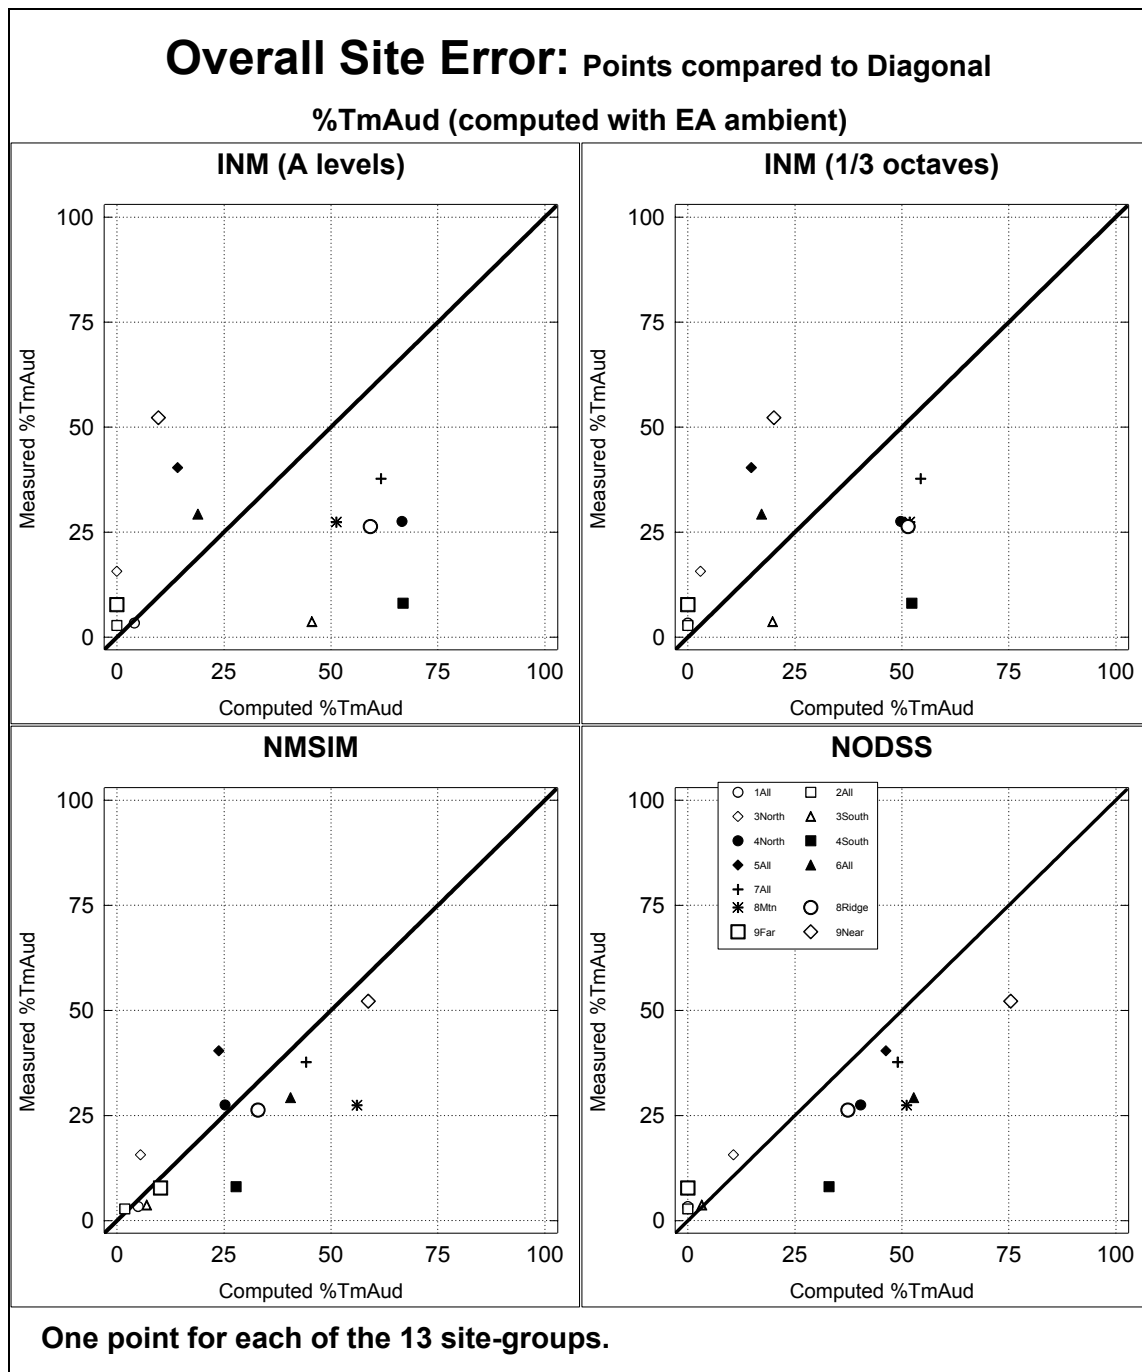 Overall Site Error: Points compared to Diagonal
%TmAud (computed with EA ambient)
INM (A levels)
100
75
50
25
0
Measured %TmAud
0 25 50 75 100
Computed %TmAud
INM (1/3 octaves)
100
75
50
25
0
Measured %TmAud
0 25 50 75 100
Computed %TmAud
NMSIM
100
75
50
25
0
Measured %TmAud
0 25 50 75 100
Computed %TmAud
NODSS
100
75
50
25
0
Measured %TmAud
1All 2All
3North 3South
4North 4South
5All 6All
7All
8Mtn 8Ridge
9Far 9Near
0 25 50 75 100
Computed %TmAud
One point for each of the 13 site-groups.